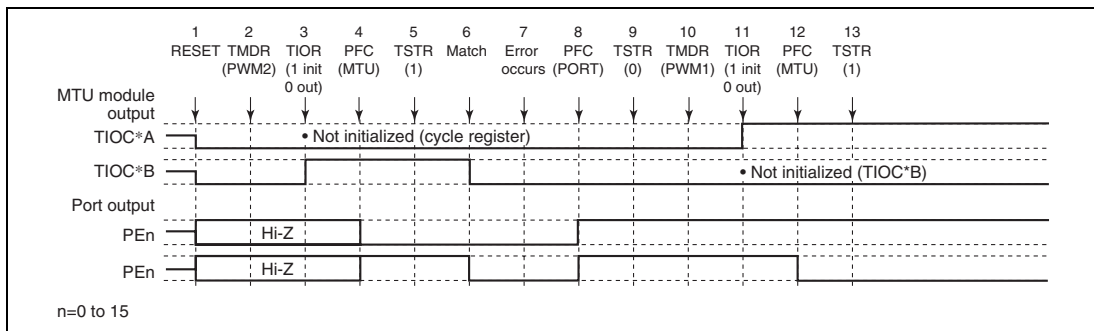 1 2 3 4 5 6 7 8 9 10 11 12 13
RESET TMDR TIOR PFC TSTR Match Error PFC TSTR TMDR TIOR PFC TSTR
(PWM2) (1 init (MTU) (1) occurs (PORT) (0) (PWM1) (1 init (MTU) (1)
0 out) 0 out)
MTU module
output
TIOC*A • Not initialized (cycle register)
TIOC*B • Not initialized (TIOC*B)
Port output
PEn Hi-Z
PEn Hi-Z
n=0 to 15